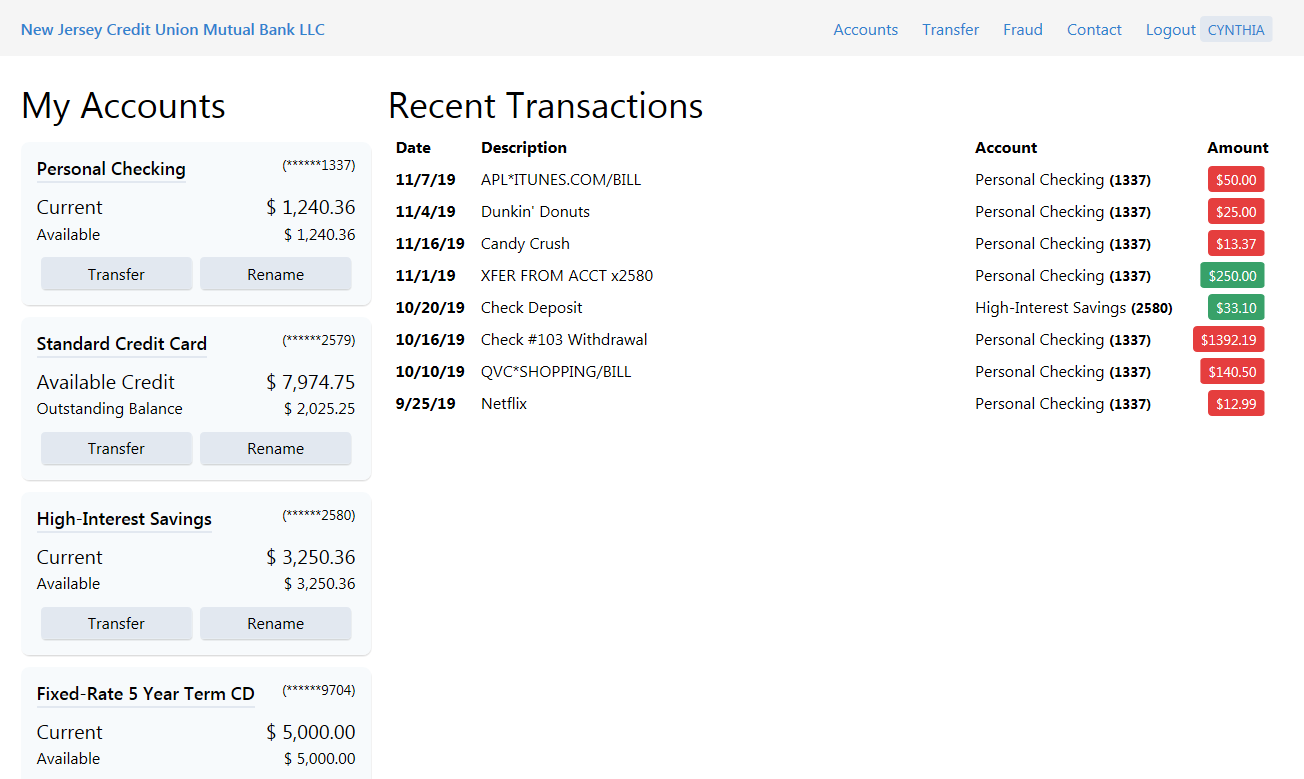 New Jersey Credit Union Mutual Bank LLC Accounts Transfer Fraud Contact Logout CYNTHIA
My Accounts
Personal Checking (******1337)
Current $ 1,240.36
Available $ 1,240.36
Transfer Rename
Standard Credit Card (******2579)
Available Credit $ 7,974.75
Outstanding Balance $ 2,025.25
Transfer Rename
High-Interest Savings (******2580)
Current $ 3,250.36
Available $ 3,250.36
Transfer Rename
Fixed-Rate 5 Year Term CD (******9704)
Current $ 5,000.00
Available $ 5,000.00
Recent Transactions
Date Description Account Amount
11/7/19 APL*ITUNES.COM/BILL Personal Checking (1337) $50.00
11/4/19 Dunkin' Donuts Personal Checking (1337) $25.00
11/16/19 Candy Crush Personal Checking (1337) $13.37
11/1/19 XFER FROM ACCT x2580 Personal Checking (1337) $250.00
10/20/19 Check Deposit High-Interest Savings (2580) $33.10
10/16/19 Check #103 Withdrawal Personal Checking (1337) $1392.19
10/10/19 QVC*SHOPPING/BILL Personal Checking (1337) $140.50
9/25/19 Netflix Personal Checking (1337) $12.99